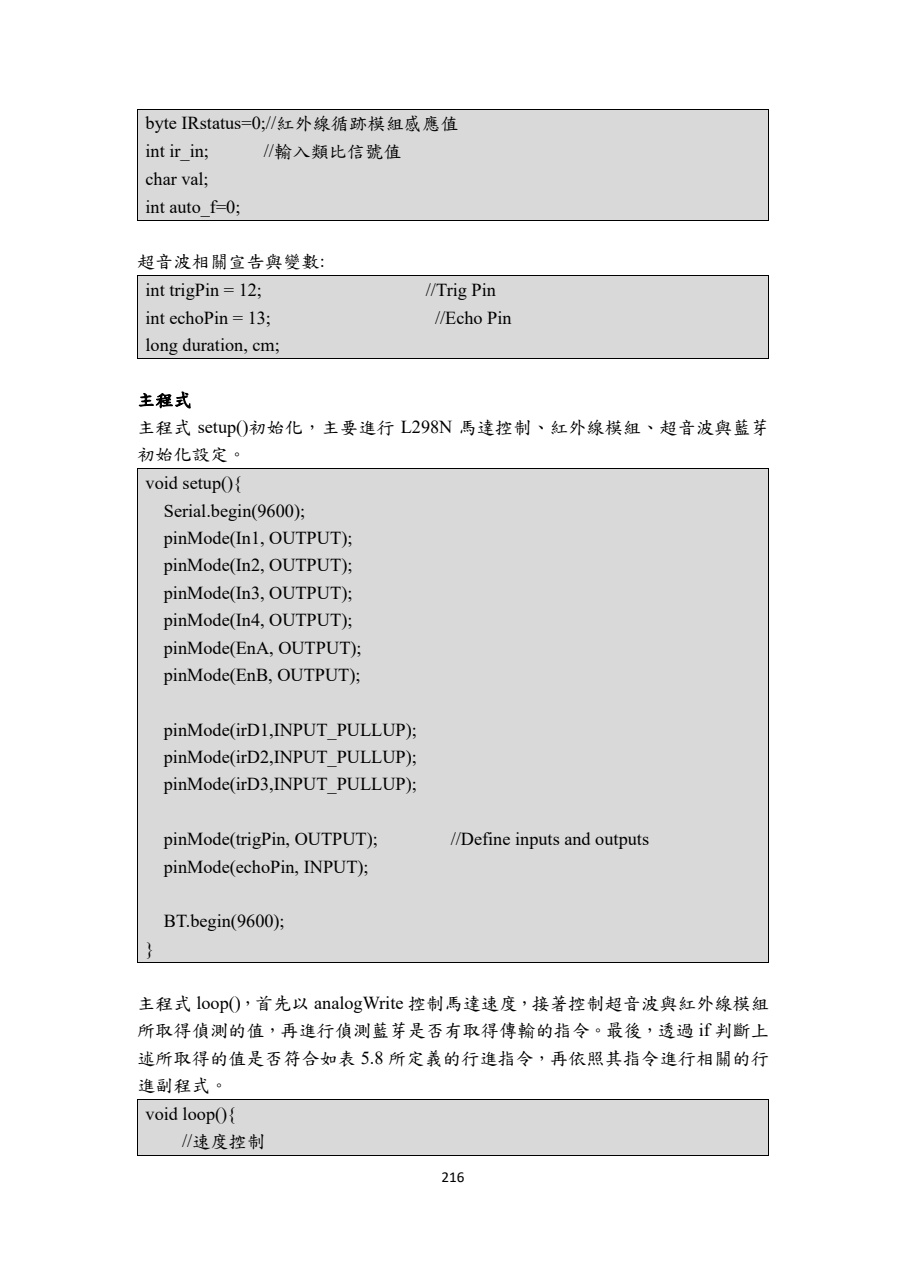 byte IRstatus=0;//紅外線循跡模組感應值
int ir_in;　　　//輸入類比信號值
char val;
int auto_f=0;
超音波相關宣告與變數:
int trigPin = 12;　　　//Trig Pin
int echoPin = 13;　　　//Echo Pin
long duration, cm;
主程式
主程式 setup()初始化，主要進行 L298N 馬達控制、紅外線模組、超音波與藍芽
初始化設定。
void setup(){
Serial.begin(9600);
pinMode(In1, OUTPUT);
pinMode(In2, OUTPUT);
pinMode(In3, OUTPUT);
pinMode(In4, OUTPUT);
pinMode(EnA, OUTPUT);
pinMode(EnB, OUTPUT);
pinMode(irD1,INPUT_PULLUP);
pinMode(irD2,INPUT_PULLUP);
pinMode(irD3,INPUT_PULLUP);
pinMode(trigPin, OUTPUT);　　　//Define inputs and outputs
pinMode(echoPin, INPUT);
BT.begin(9600);
}
主程式 loop()，首先以 analogWrite 控制馬達速度，接著控制超音波與紅外線模組
所取得偵測的值，再進行偵測藍芽是否有取得傳輸的指令。最後，透過 if 判斷上
述所取得的值是否符合如表 5.8 所定義的行進指令，再依照其指令進行相關的行
進副程式。
void loop(){
//速度控制
216